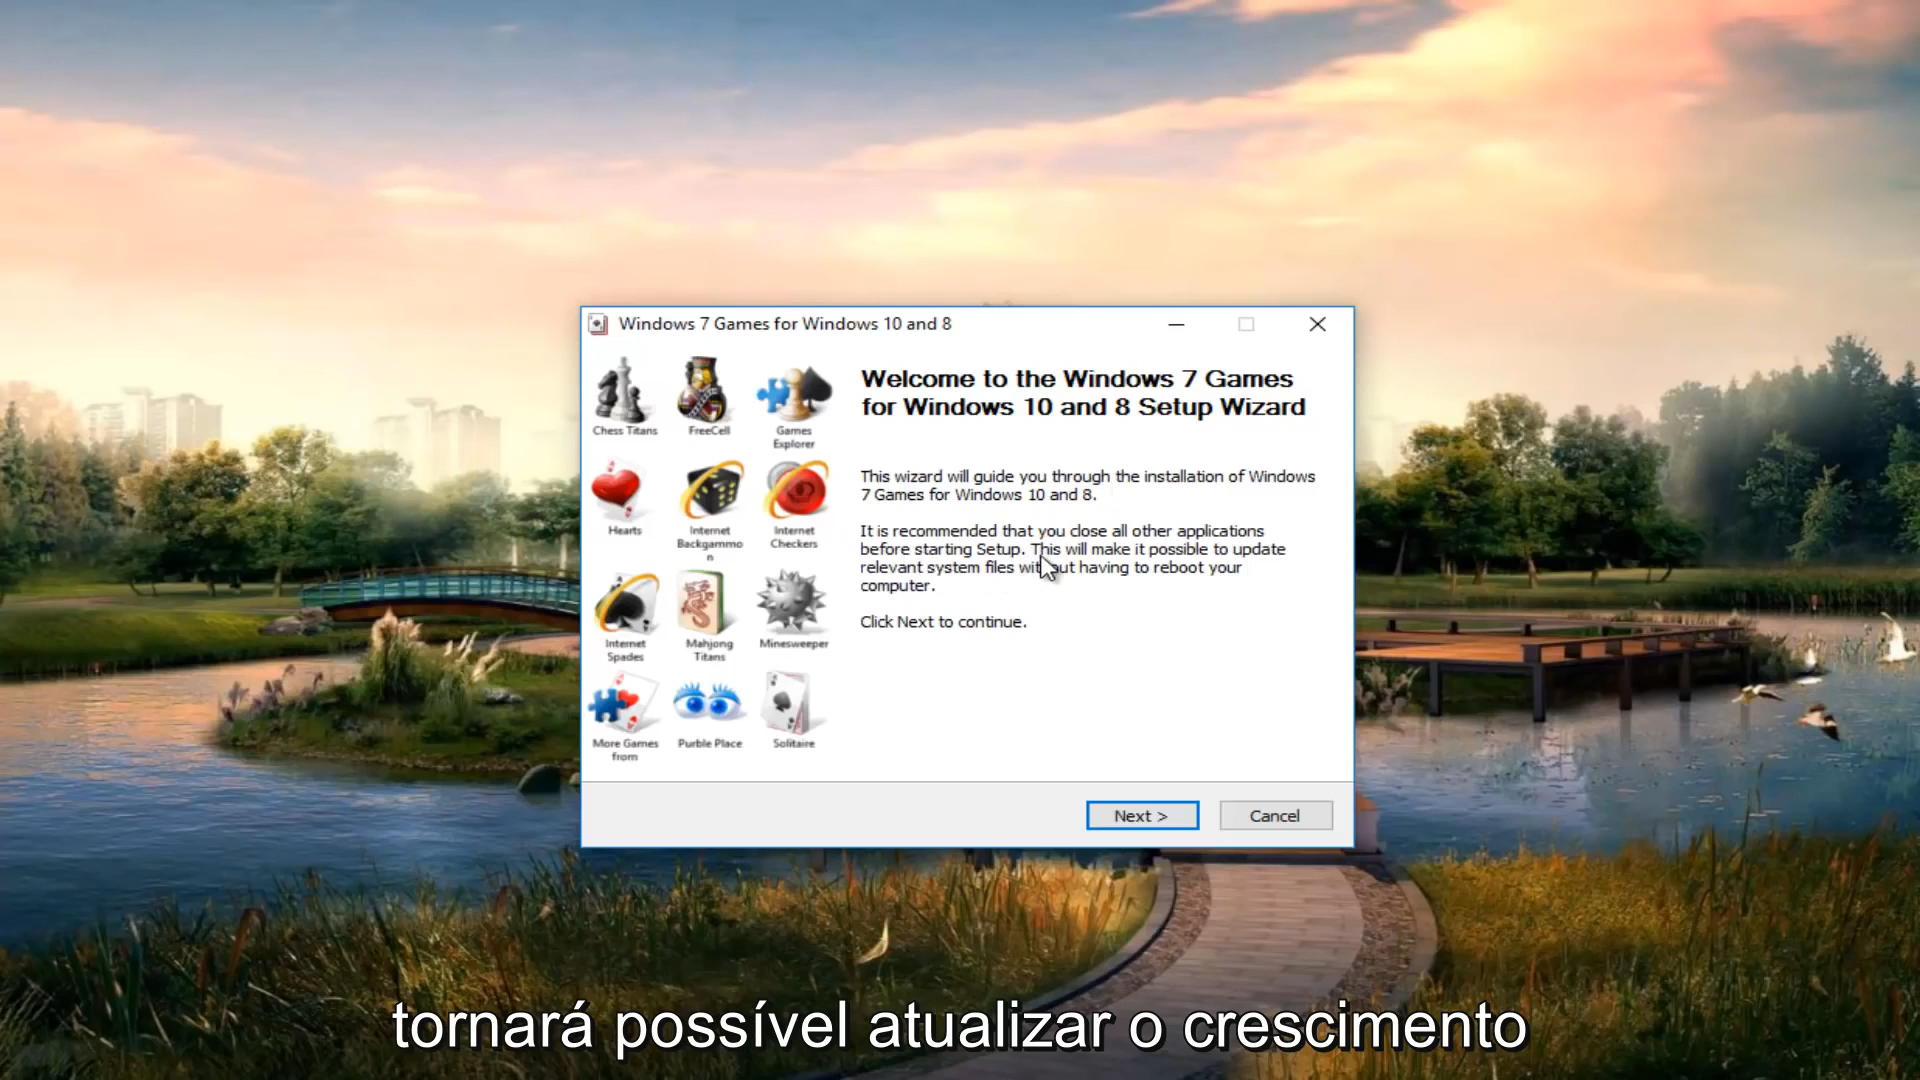 Windows 7 Games for Windows 10 and 8
Chess Titans
FreeCell
Games
Explorer
Hearts
Internet
Backgammo
n
Internet
Checkers
Internet
Spades
Mahjong
Titans
Minesweeper
More Games
from
Purble Place
Solitaire
Welcome to the Windows 7 Games
for Windows 10 and 8 Setup Wizard
This wizard will guide you through the installation of Windows
7 Games for Windows 10 and 8.
It is recommended that you close all other applications
before starting Setup. This will make it possible to update
relevant system files without having to reboot your
computer.
Click Next to continue.
Next >
Cancel
tornará possível atualizar o crescimento